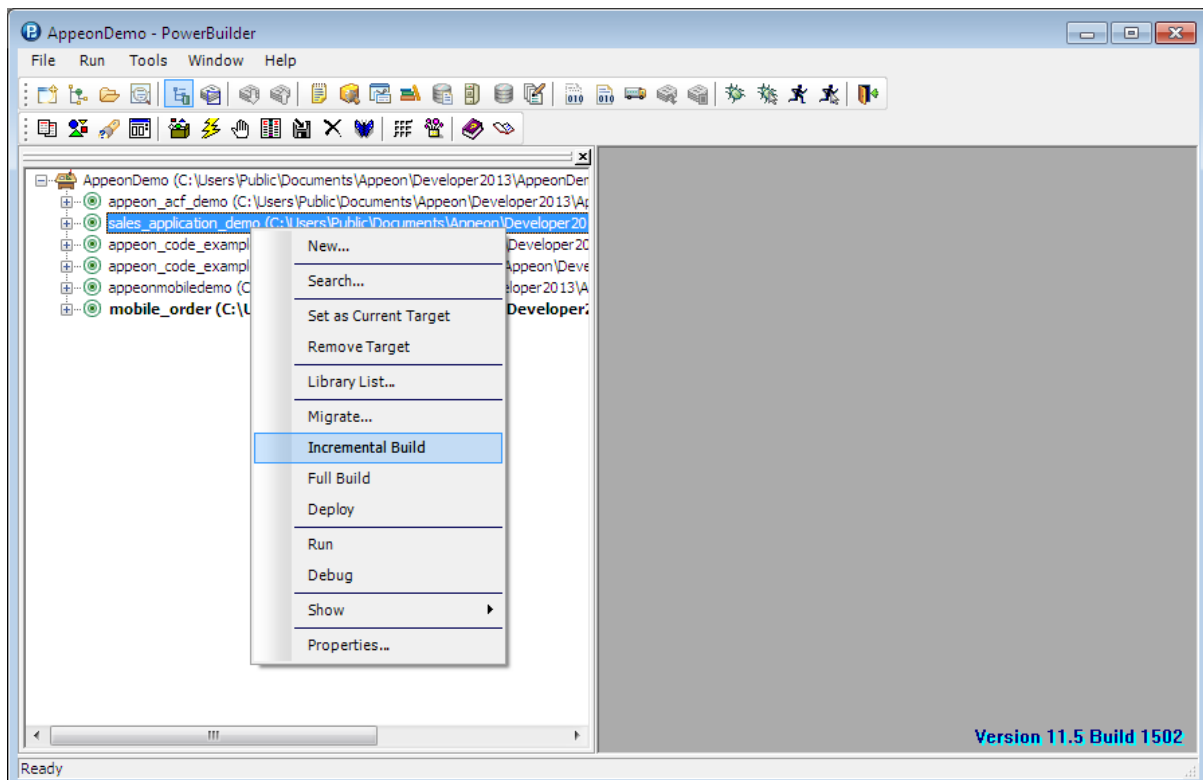 AppeonDemo - PowerBuilder
File Run Tools Window Help
AppeonDemo (C:\Users\Public\Documents\Appeon\Developer2013\AppeonDer
appeon_acf_demo (C:\Users\Public\Documents\Appeon\Developer2013\Ap
sales_application_demo (C:\Users\Public\Documents\Appeon\Developer20
appeon_code_exampl \Developer20
appeon_code_exampl Appeon\Deve
appeonmobiledemo (C eloper2013\A
mobile_order (C:\U Developer2
New...
Search...
Set as Current Target
Remove Target
Library List...
Migrate...
Incremental Build
Full Build
Deploy
Run
Debug
Show
Properties...
Version 11.5 Build 1502
Ready